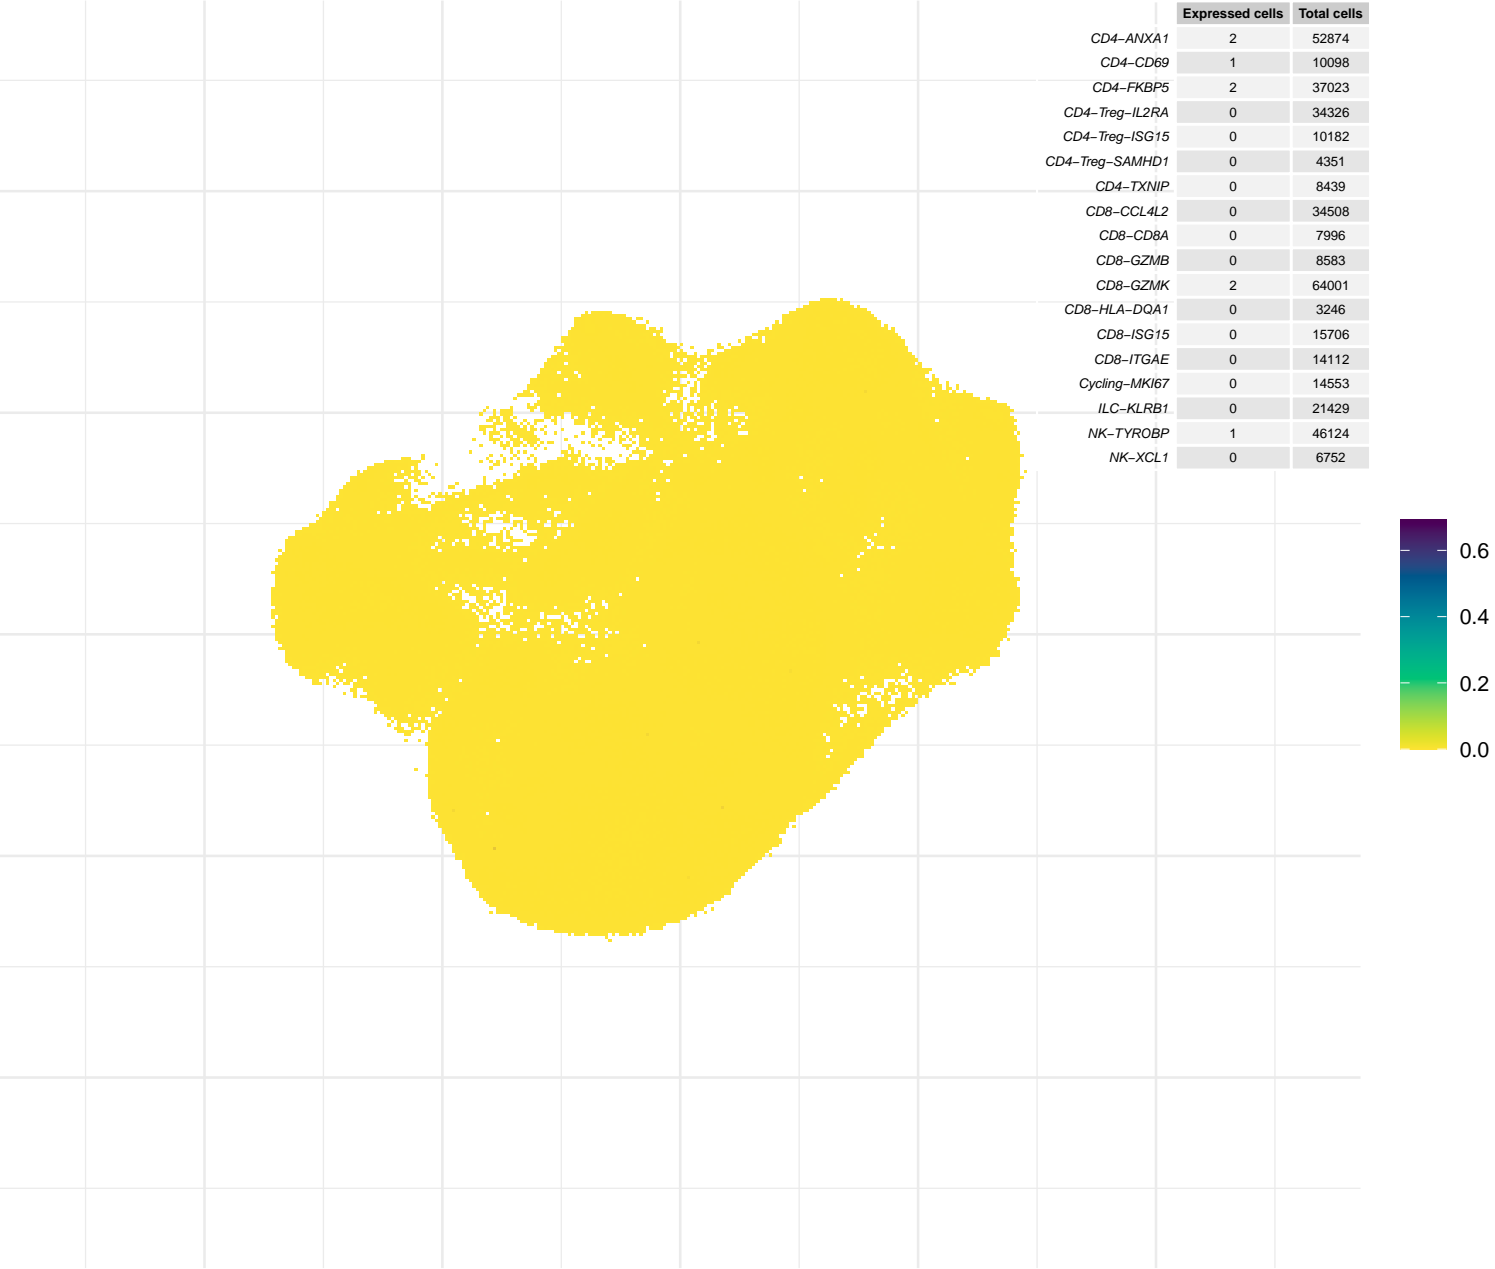 Expressed cells Total cells
CD4−ANXA1 2 52874
CD4−CD69 1 10098
CD4−FKBP5 2 37023
CD4−Treg−IL2RA 0 34326
CD4−Treg−ISG15 0 10182
CD4−Treg−SAMHD1 0 4351
CD4−TXNIP 0 8439
CD8−CCL4L2 0 34508
CD8−CD8A 0 7996
CD8−GZMB 0 8583
CD8−GZMK 2 64001
CD8−HLA−DQA1 0 3246
CD8−ISG15 0 15706
CD8−ITGAE 0 14112
Cycling−MKI67 0 14553
ILC−KLRB1 0 21429
NK−TYROBP 1 46124
NK−XCL1 0 6752
0.6
0.4
0.2
0.0